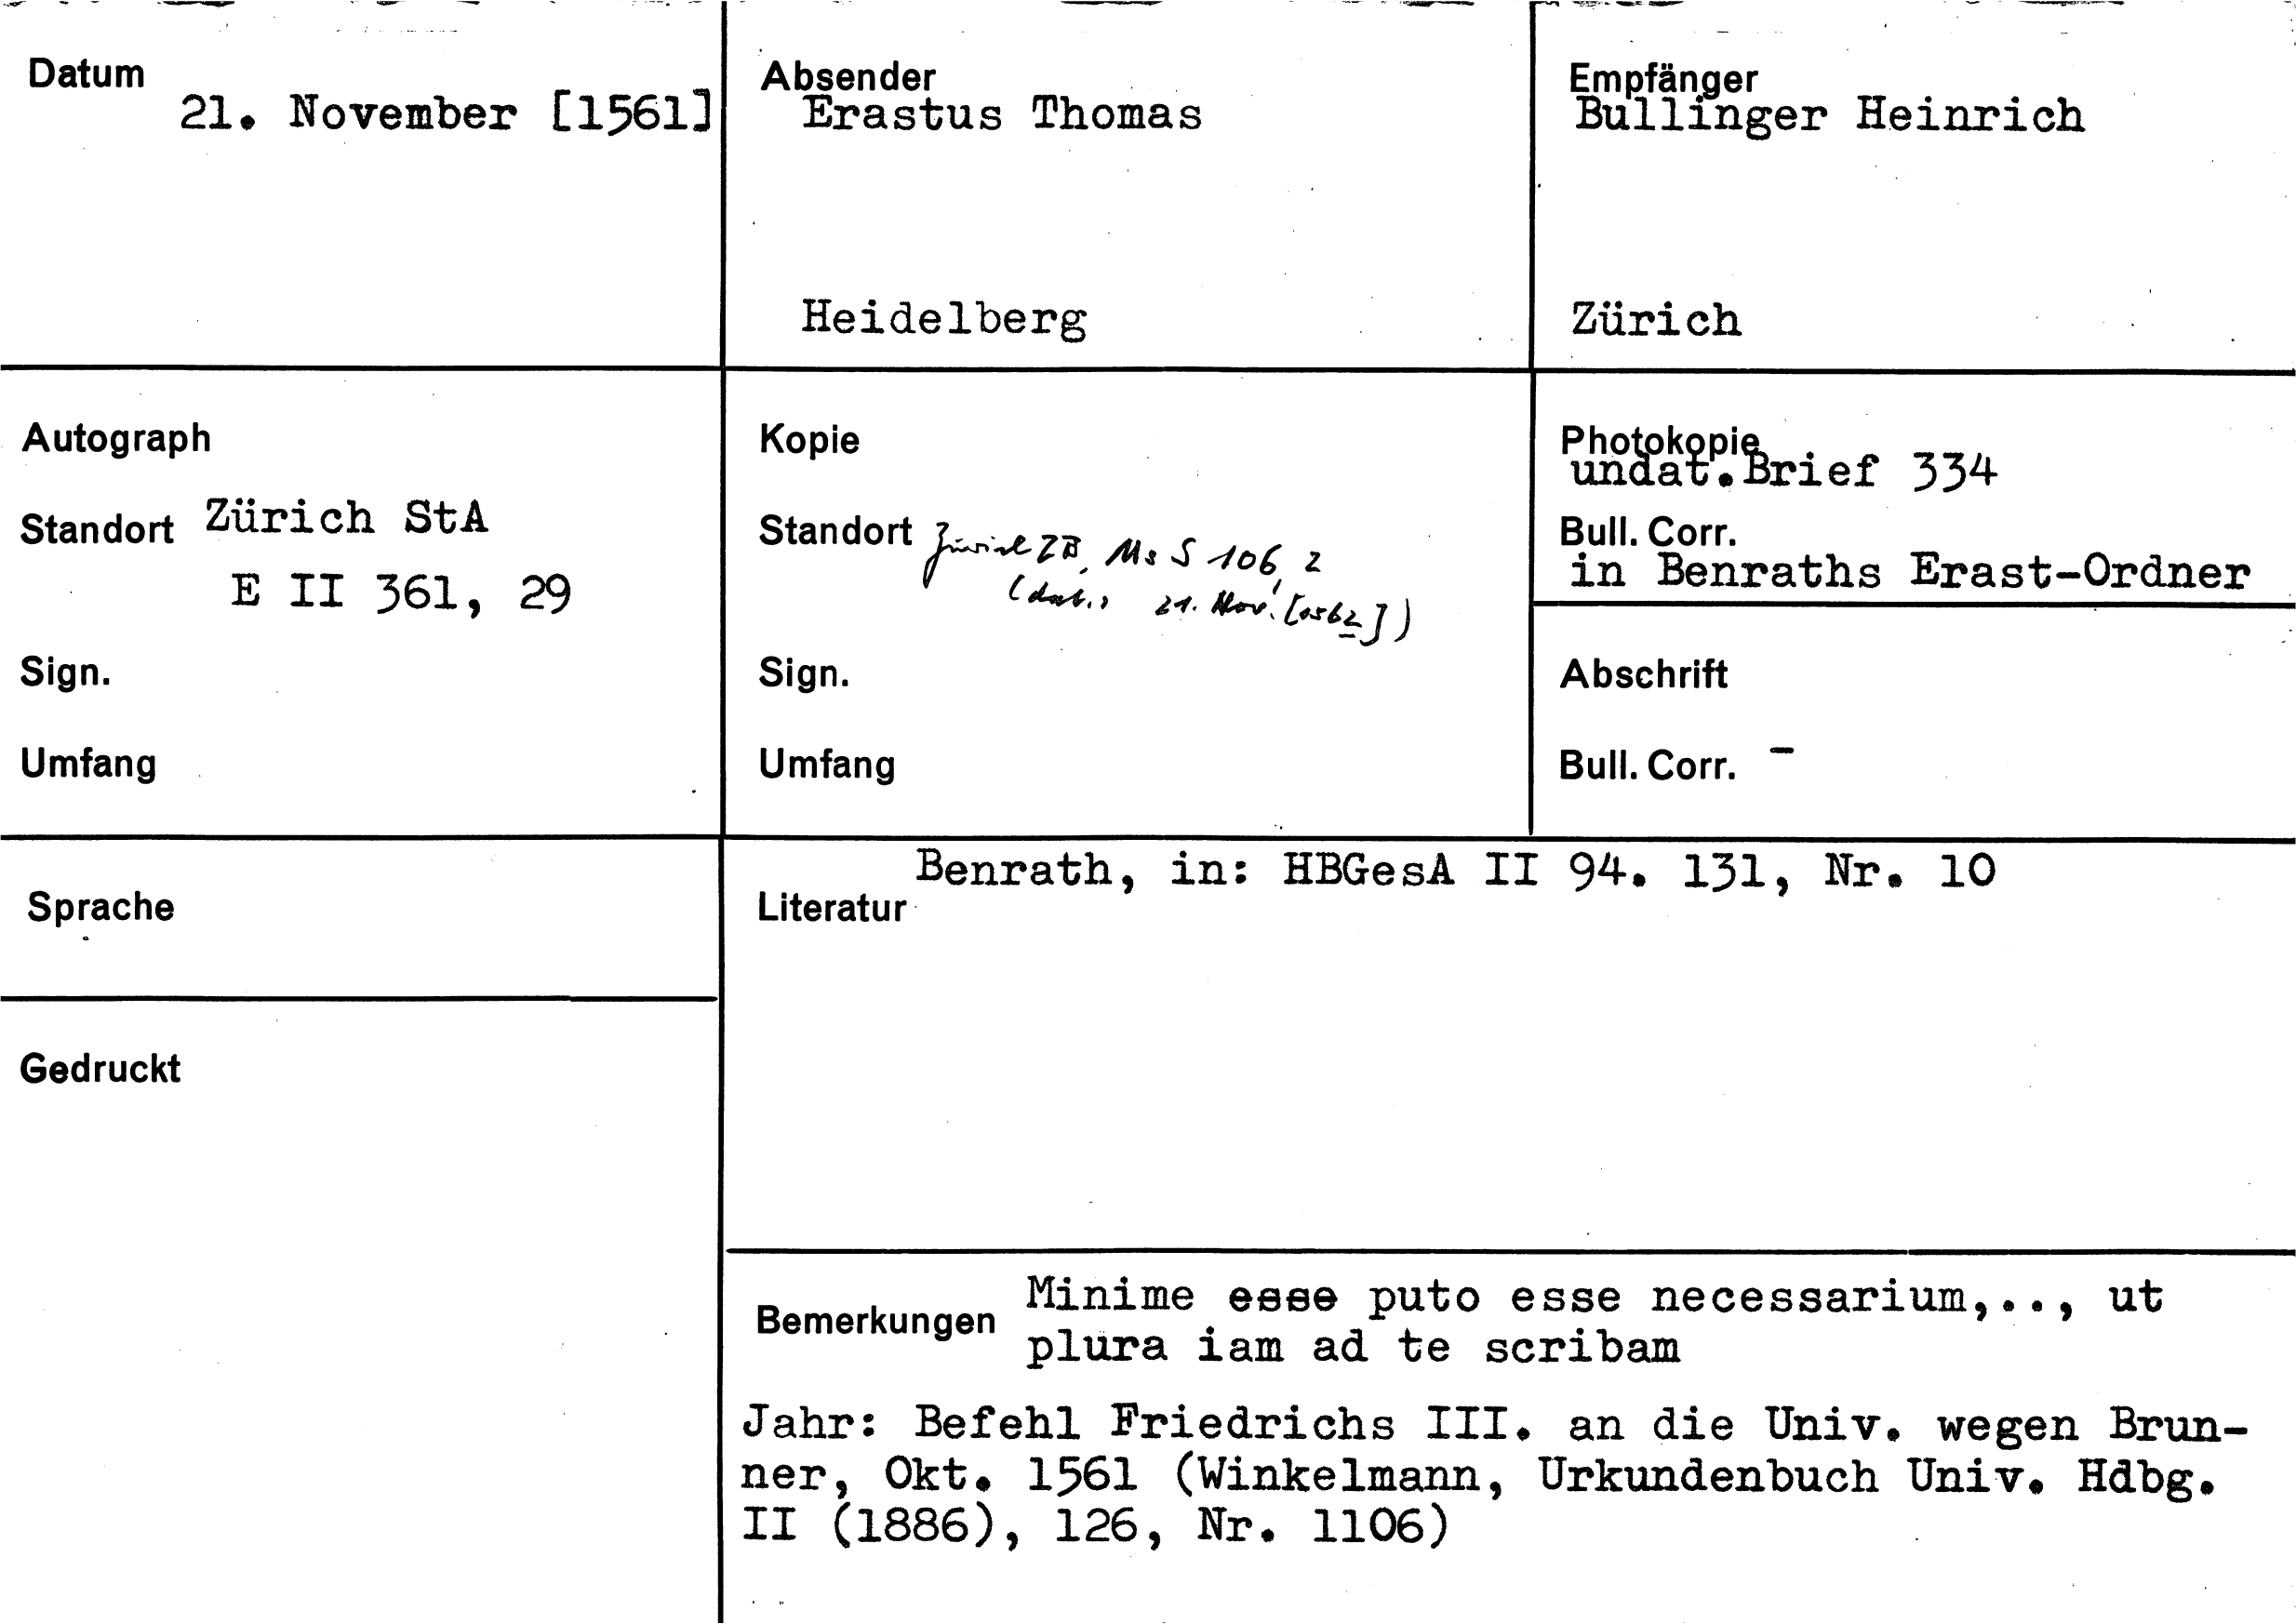 Datum
21. November [1561]
Absender
Erastus Thomas
Heidelberg
Empfänger
Bullinger Heinrich
Zürich
Autograph
Standort Zürich StA
E II 361, 29
Sign.
Umfang
Kopie
Standort Zürich ZB, Ms S 106, 2
(dat., 21. Nov. [1562])
Sign.
Umfang
Photokopie
undat.Brief 334
Bull. Corr.
in Benraths Erast-Ordner
Abschrift
Bull. Corr. -
Sprache
Gedruckt
Benrath, in: HBGesA II 94. 131, Nr. 10
Literatur
Bemerkungen
Minime esse puto esse necessarium,.., ut
plura iam ad te scribam
Jahr: Befehl Friedrichs III. an die Univ. wegen Brun-
ner, Okt. 1561 (Winkelmann, Urkundenbuch Univ. Hdbg.
II (1886), 126, Nr. 1106)